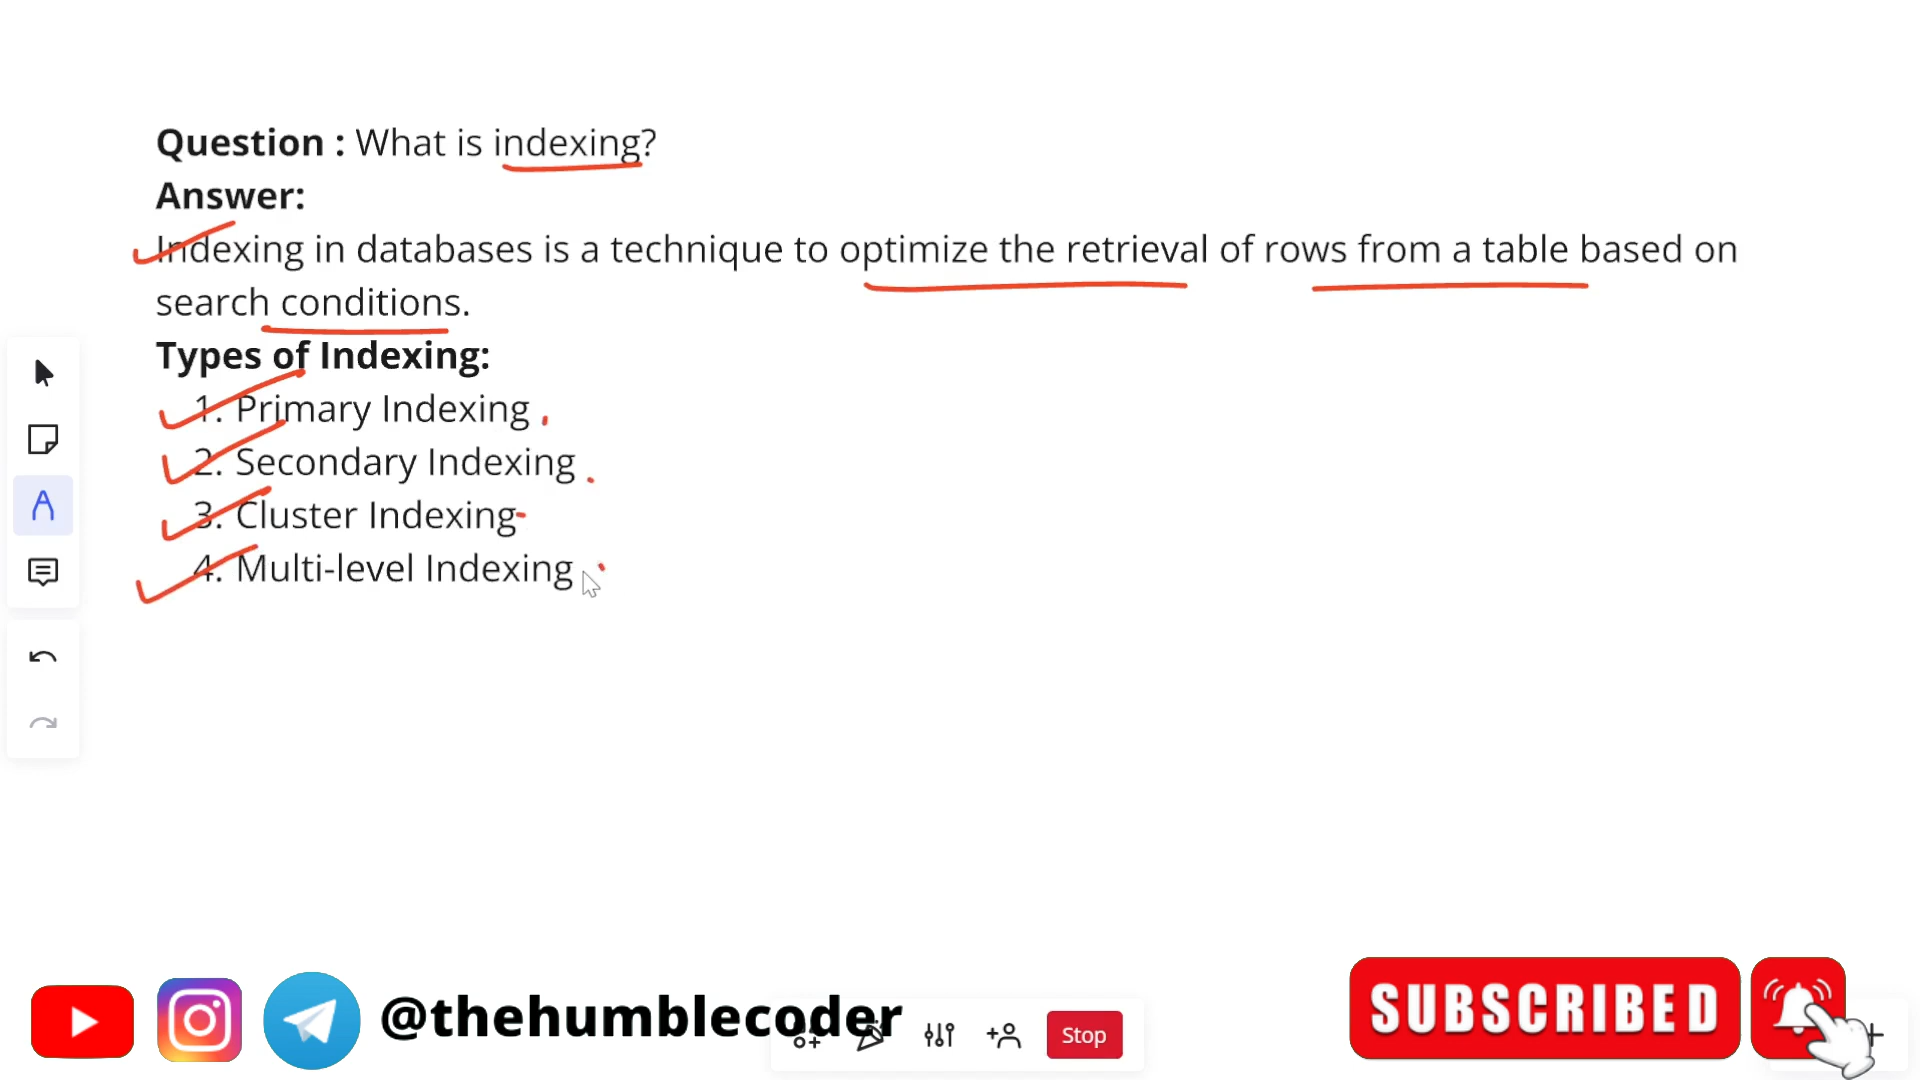 Question : What is indexing?
Answer:
Indexing in databases is a technique to optimize the retrieval of rows from a table based on
search conditions.
Types of Indexing:
1. Primary Indexing
2. Secondary Indexing
3. Cluster Indexing
4. Multi-level Indexing
@thehumblecoder
Stop
SUBSCRIBED